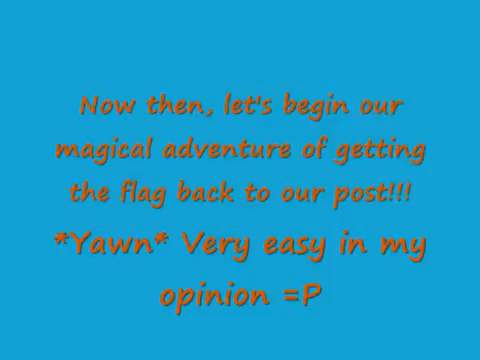 Now then, let's begin our
magical adventure of getting
the flag back to our post!!!
*Yawn* Very easy in my
opinion =P